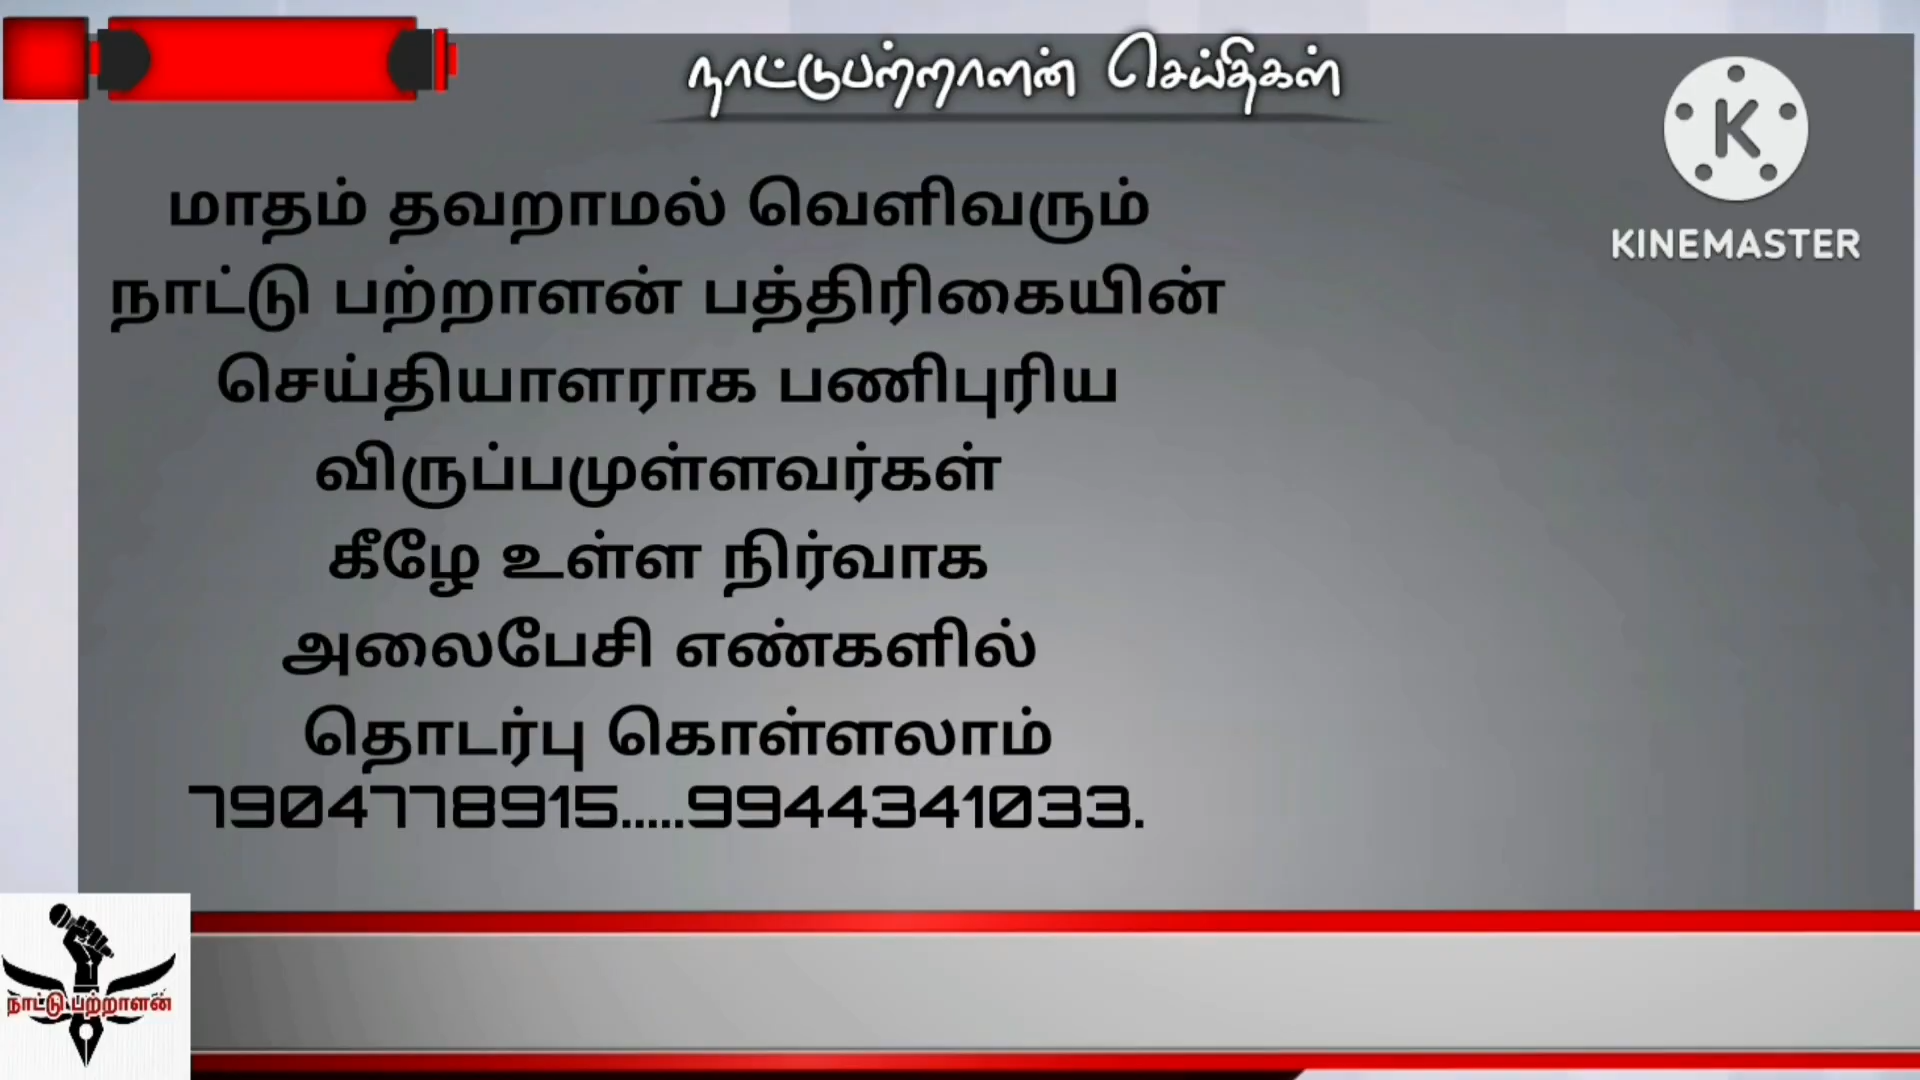 நாட்டுபற்றாளன் செய்திகள்
K
KINEMASTER
மாதம் தவறாமல் வெளிவரும்
நாட்டு பற்றாளன் பத்திரிகையின்
செய்தியாளராக பணிபுரிய
விருப்பமுள்ளவர்கள்
கீழே உள்ள நிர்வாக
அலைபேசி எண்களில்
தொடர்பு கொள்ளலாம்
7904778915.....9944341033.
நாட்டு பற்றாளன்